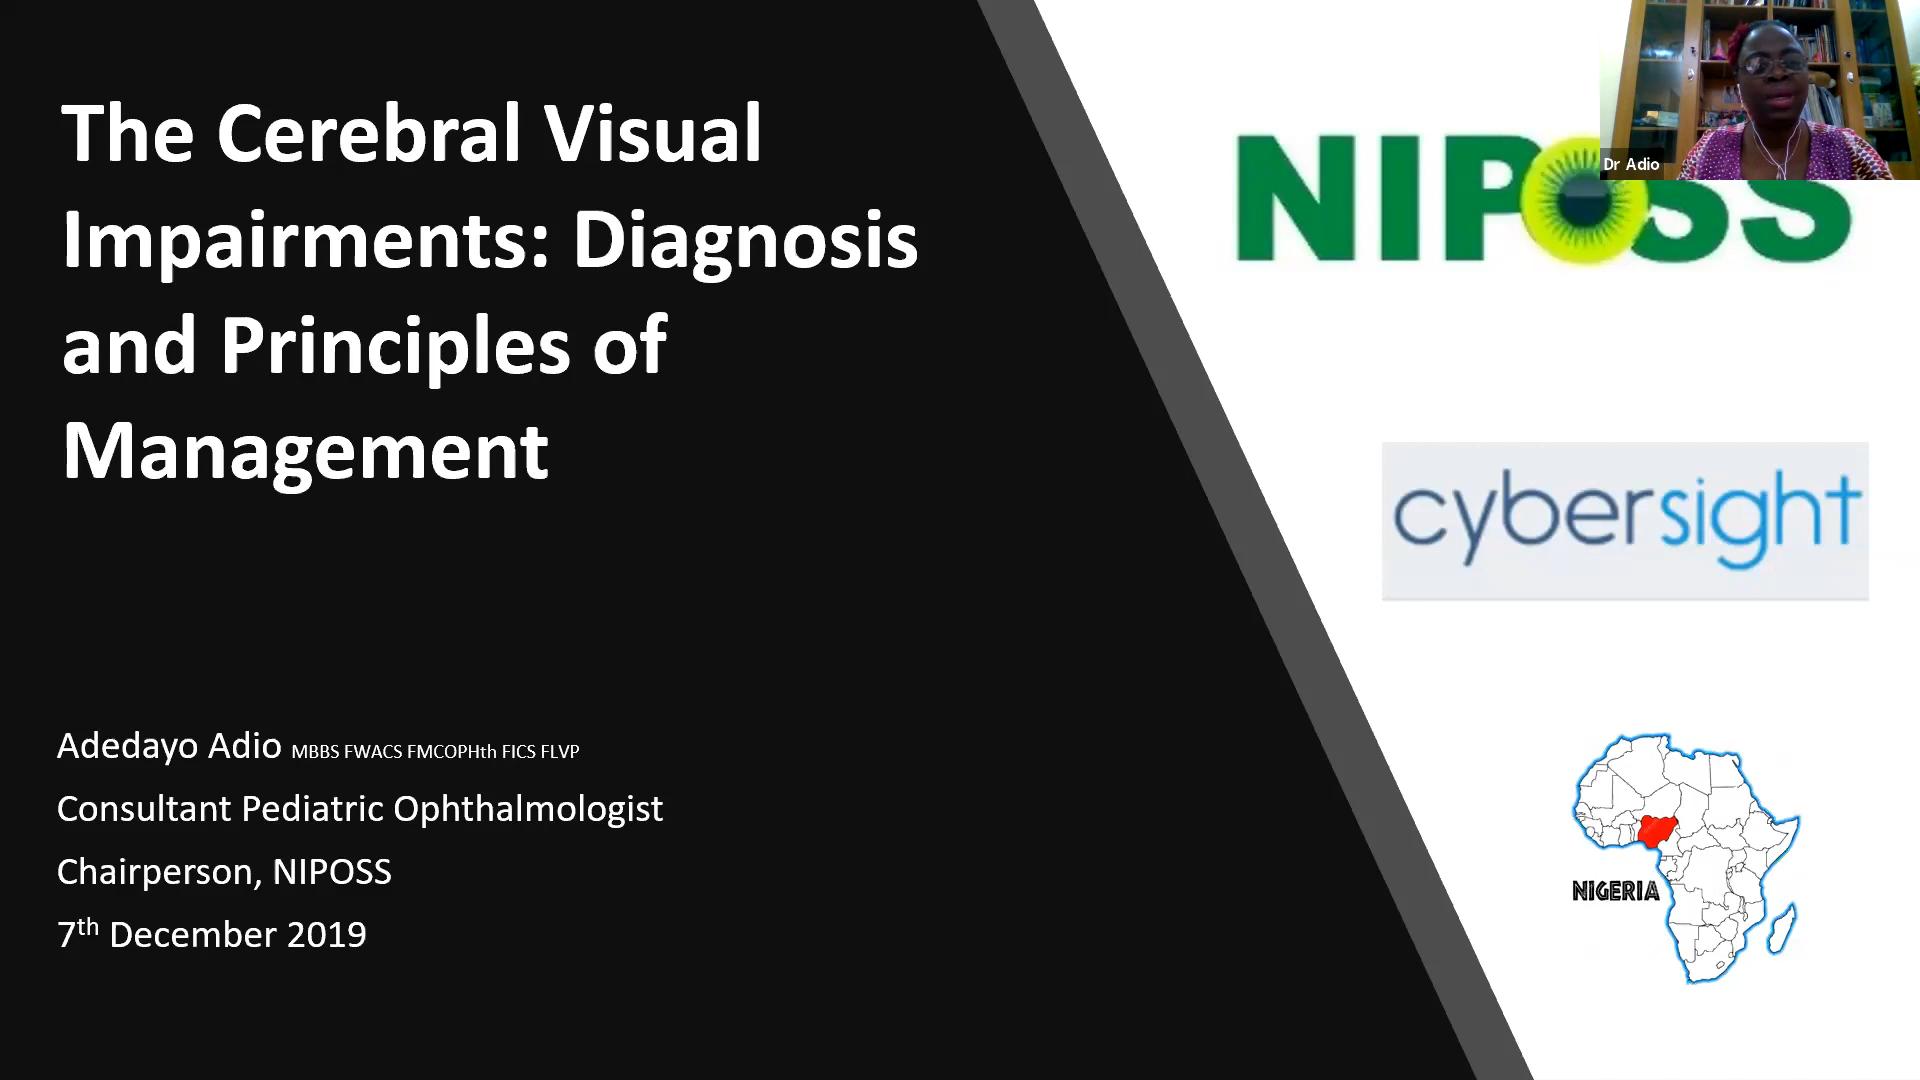 The Cerebral Visual
Impairments: Diagnosis
and Principles of
Management
Adedayo Adio MBBS FWACS FMCOPHth FICS FLVP
Consultant Pediatric Ophthalmologist
Chairperson, NIPOSS
7th December 2019
NIPOSS
Dr Adio
cybersight
NIGERIA